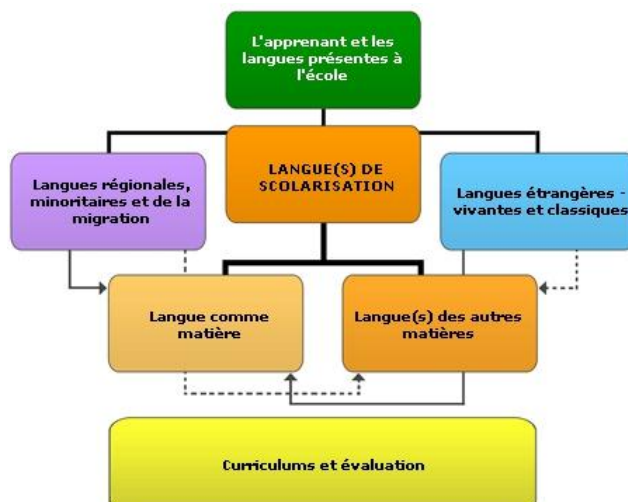 L'apprenant et les
langues présentes à
l'école
LANGUE(S) DE
SCOLARISATION
Langues régionales,
minoritaires et de la
migration
Langues étrangères -
vivantes et classiques
Langue comme
matière
Langue(s) des autres
matières
Curriculums et évaluation